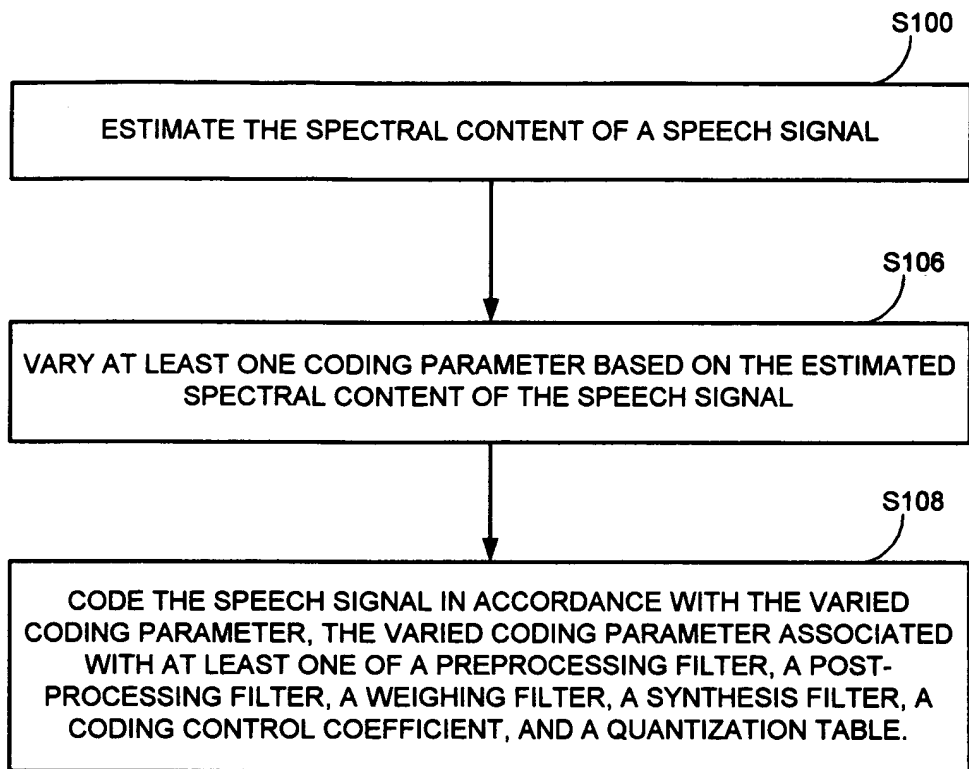 S100
ESTIMATE THE SPECTRAL CONTENT OF A SPEECH SIGNAL
S106
VARY AT LEAST ONE CODING PARAMETER BASED ON THE ESTIMATED
SPECTRAL CONTENT OF THE SPEECH SIGNAL
S108
CODE THE SPEECH SIGNAL IN ACCORDANCE WITH THE VARIED
CODING PARAMETER, THE VARIED CODING PARAMETER ASSOCIATED
WITH AT LEAST ONE OF A PREPROCESSING FILTER, A POST-
PROCESSING FILTER, A WEIGHING FILTER, A SYNTHESIS FILTER, A
CODING CONTROL COEFFICIENT, AND A QUANTIZATION TABLE.